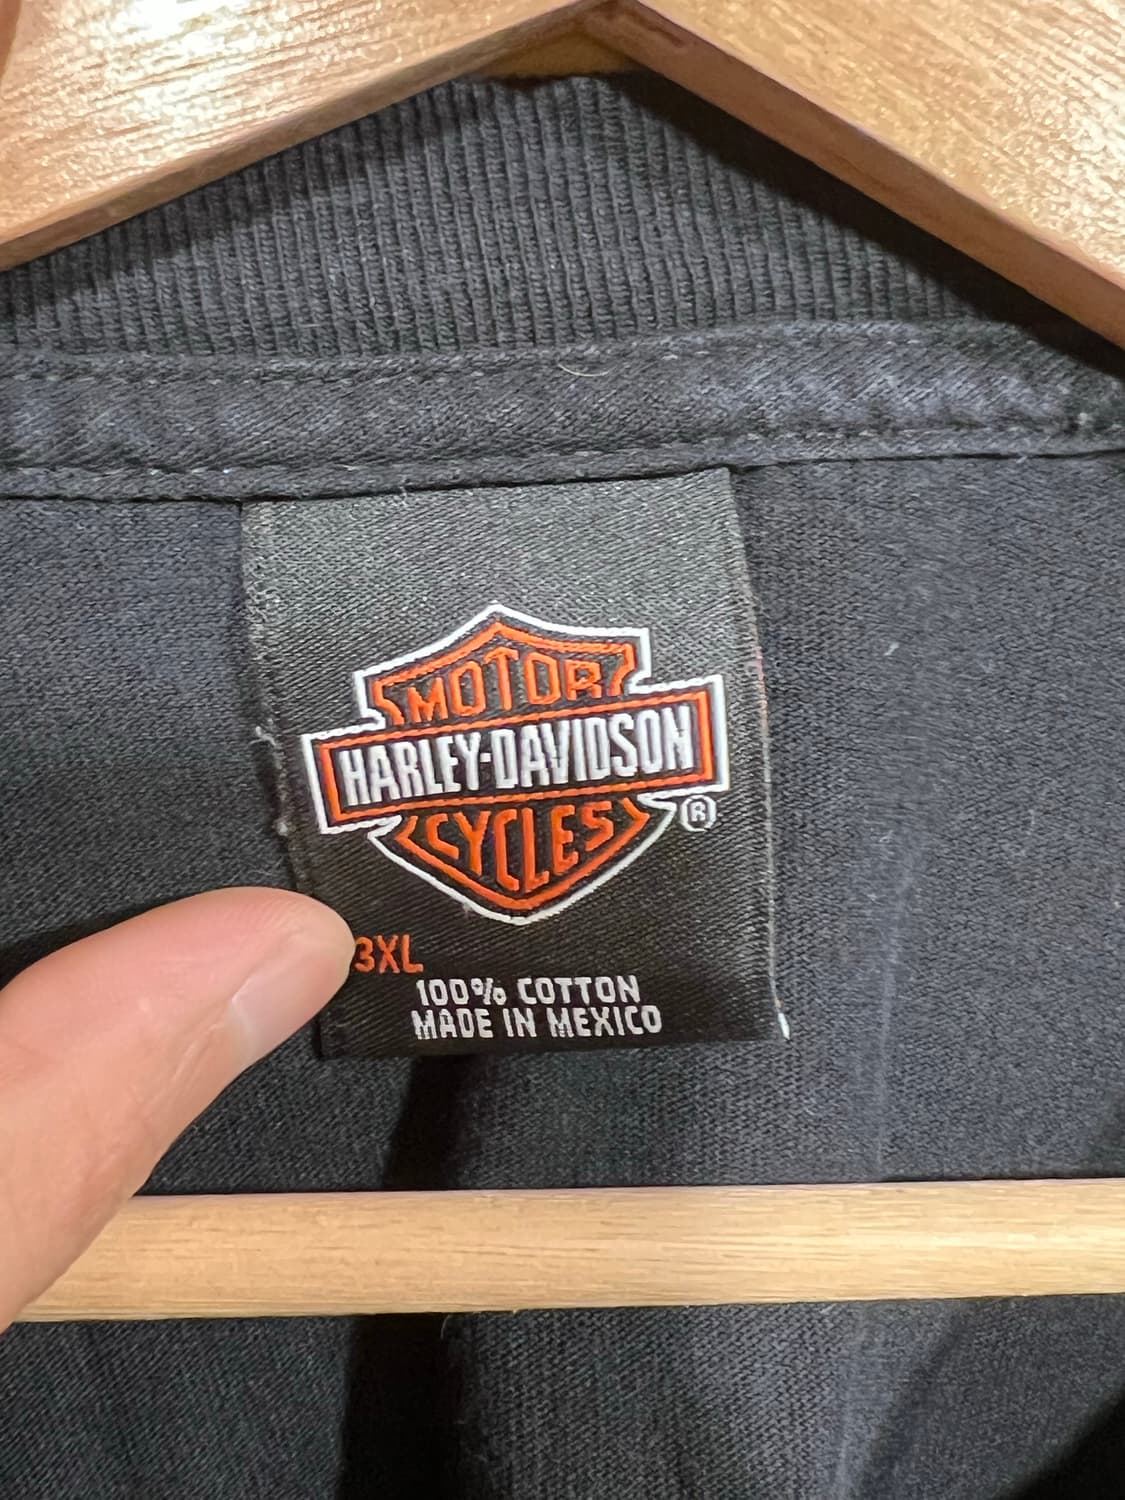 MOTOR
HARLEY-DAVIDSON
CYCLES
®
3XL
100% COTTON
MADE IN MEXICO